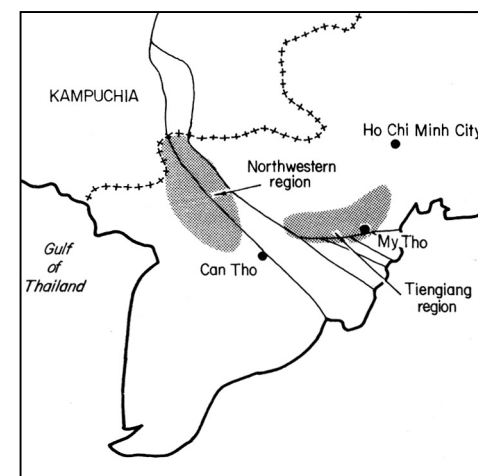 KAMPUCHIA
Ho Chi Minh City
Northwestern
region
My Tho
Gulf
of
Thailand
Can Tho
Tiengiang
region